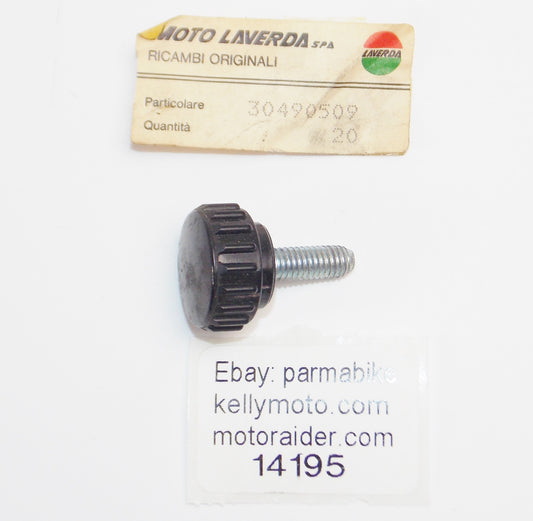 MOTO LAVERDA SPA
LAVERDA
RICAMBI ORIGINALI
Particolare 30490509
Quantità 20
Ebay: parmabike
kellymoto.com
motoraider.com
14195